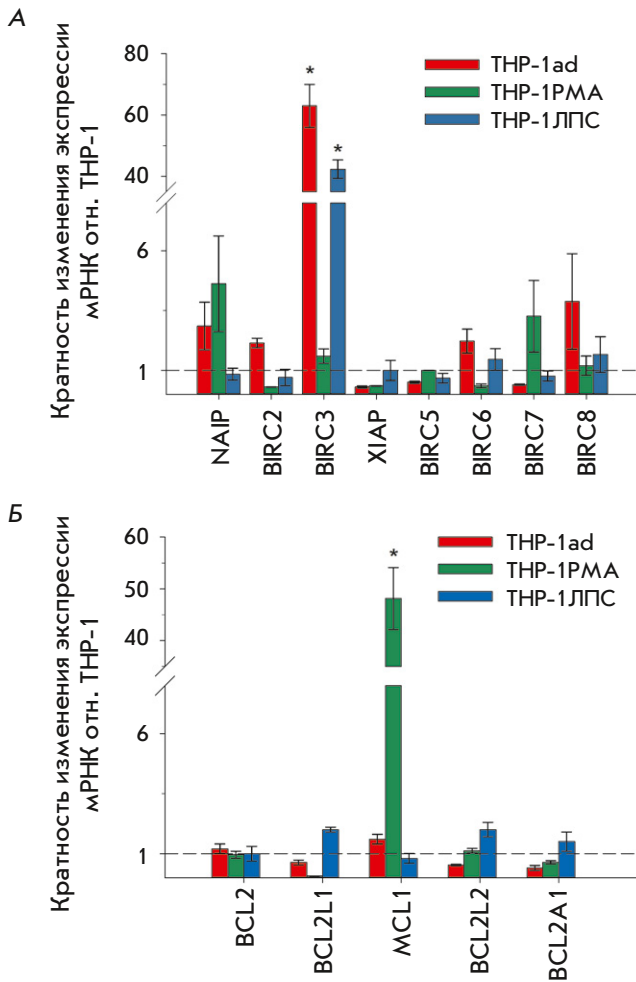 А
Кратность изменения экспрессии
мРНК отн. THP-1
80
60
40
6
1
THP-1ad
THP-1PMA
THP-1ЛПС
NAIP
BIRC2
BIRC3
XIAP
BIRC5
BIRC6
BIRC7
BIRC8
*
*
Б
Кратность изменения экспрессии
мРНК отн. THP-1
60
50
40
6
1
THP-1ad
THP-1PMA
THP-1ЛПС
*
BCL2
BCL2L1
MCL1
BCL2L2
BCL2A1